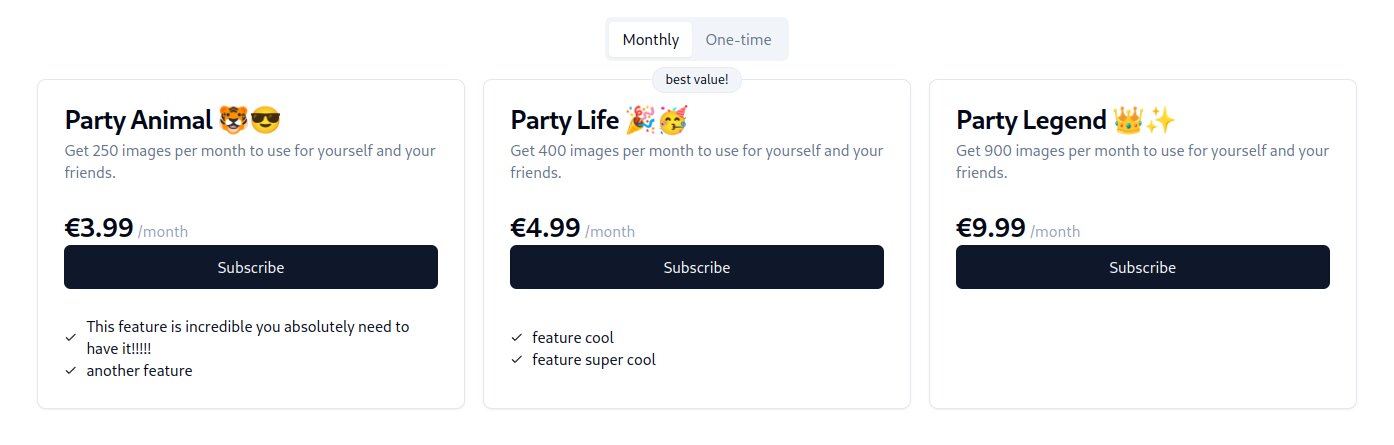 Monthly One-time
best value!
Party Animal 🐯😎
Get 250 images per month to use for yourself and your
friends.
€3.99 /month
Subscribe
This feature is incredible you absolutely need to
have it!!!!!
another feature
Party Life 🎉🥳
Get 400 images per month to use for yourself and your
friends.
€4.99 /month
Subscribe
feature cool
feature super cool
Party Legend 👑✨
Get 900 images per month to use for yourself and your
friends.
€9.99 /month
Subscribe